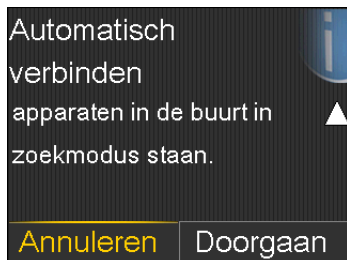 Automatisch
verbinden
apparaten in de buurt in
zoekmodus staan.
Annuleren Doorgaan